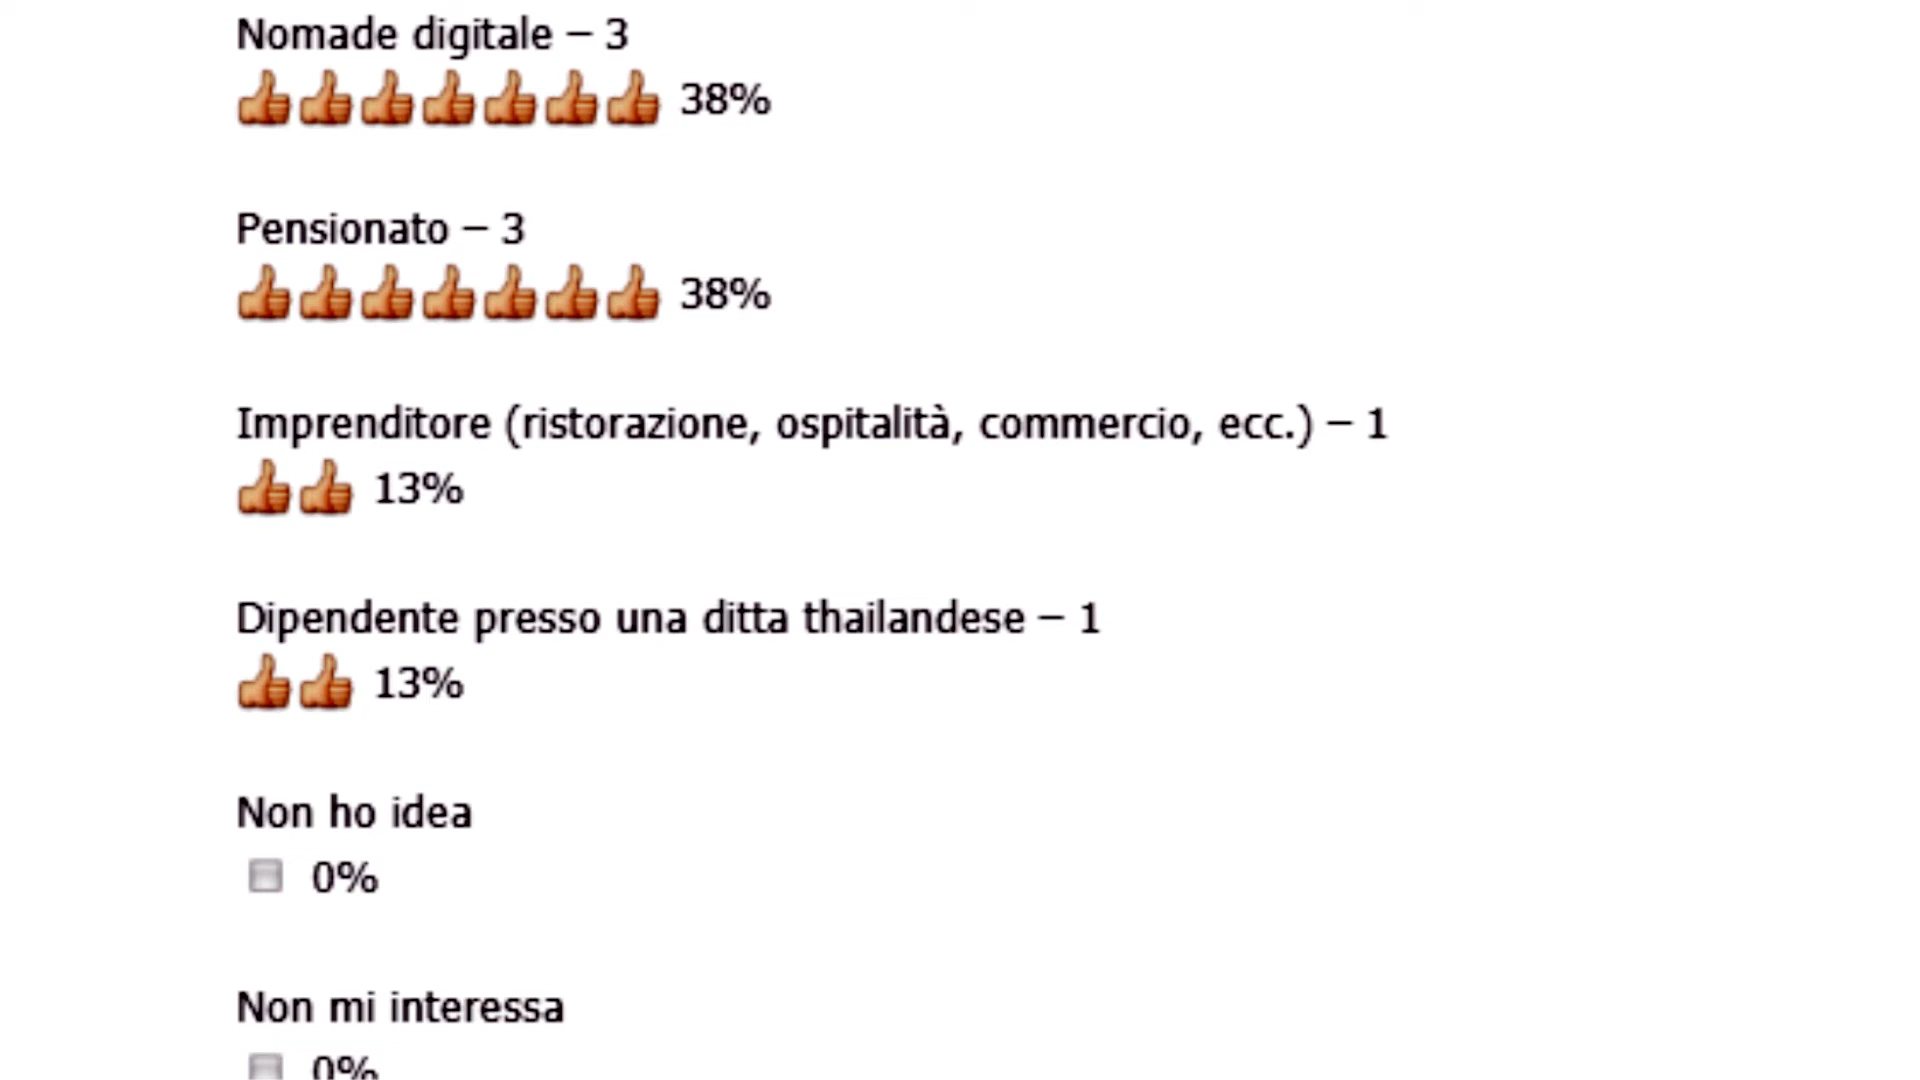 Nomade digitale – 3
👍👍👍👍👍👍👍 38%
Pensionato – 3
👍👍👍👍👍👍👍 38%
Imprenditore (ristorazione, ospitalità, commercio, ecc.) – 1
👍👍 13%
Dipendente presso una ditta thailandese – 1
👍👍 13%
Non ho idea
0%
Non mi interessa
0%